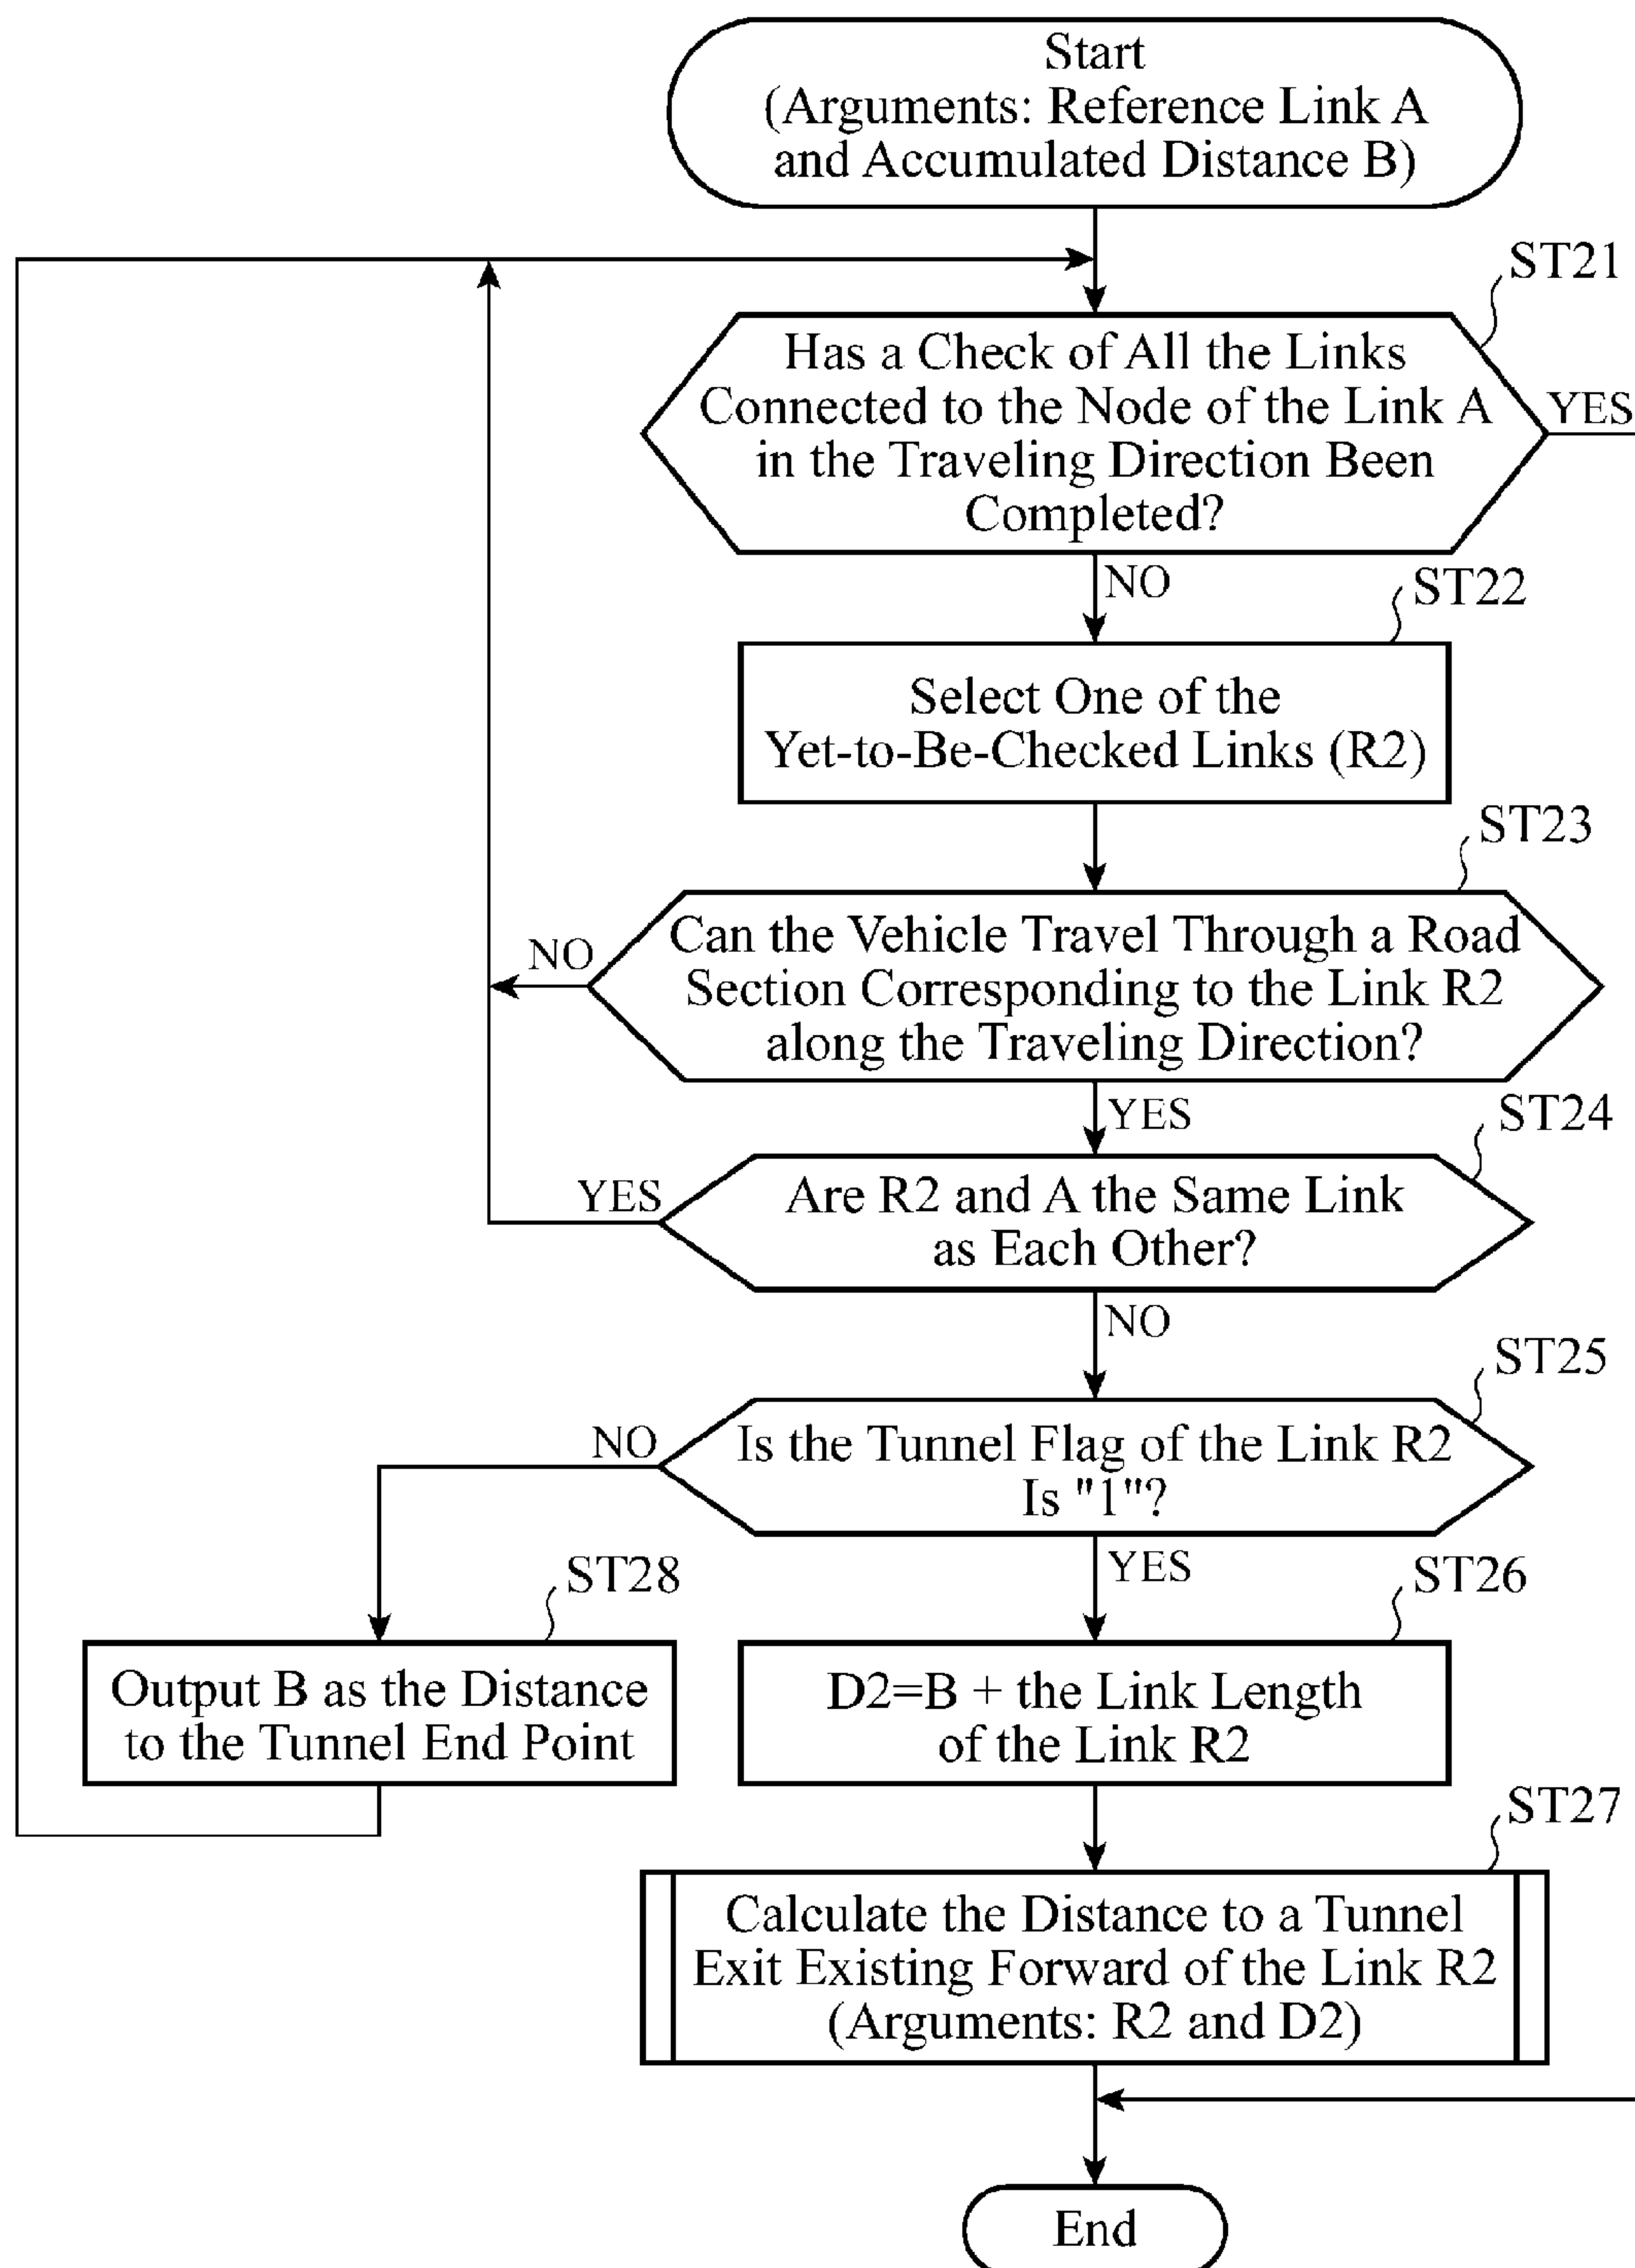 Start
(Arguments: Reference Link A
and Accumulated Distance B)
ST21
Has a Check of All the Links
Connected to the Node of the Link A
in the Traveling Direction Been
Completed?
YES
NO
ST22
Select One of the
Yet-to-Be-Checked Links (R2)
ST23
Can the Vehicle Travel Through a Road
Section Corresponding to the Link R2
along the Traveling Direction?
NO
YES
ST24
Are R2 and A the Same Link
as Each Other?
YES
NO
ST25
Is the Tunnel Flag of the Link R2
Is "1"?
NO
YES
ST28
Output B as the Distance
to the Tunnel End Point
ST26
D2=B + the Link Length
of the Link R2
ST27
Calculate the Distance to a Tunnel
Exit Existing Forward of the Link R2
(Arguments: R2 and D2)
End